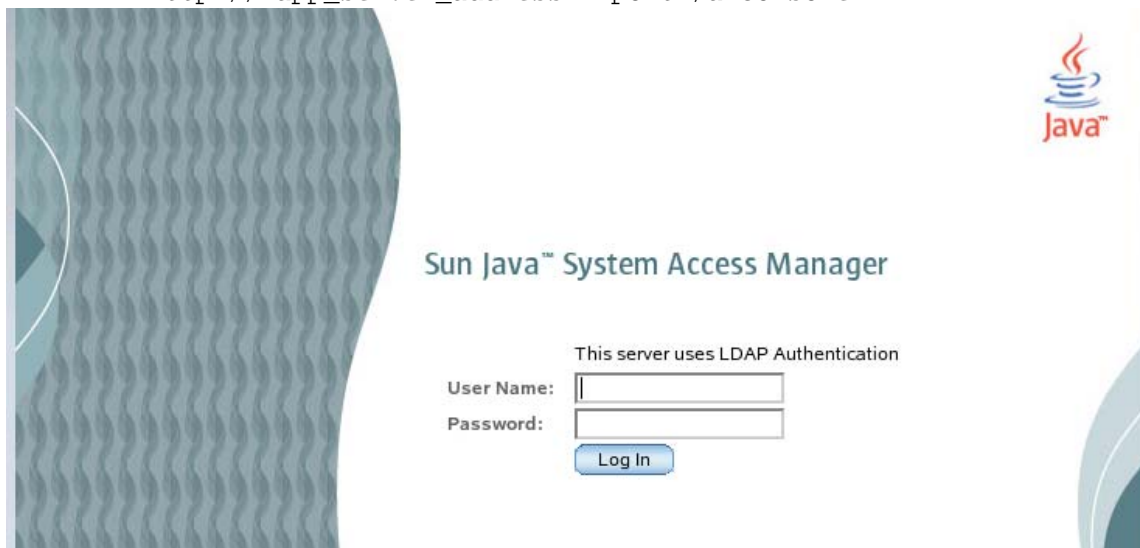 Java™
Sun Java™ System Access Manager
This server uses LDAP Authentication
User Name:
Password:
Log In